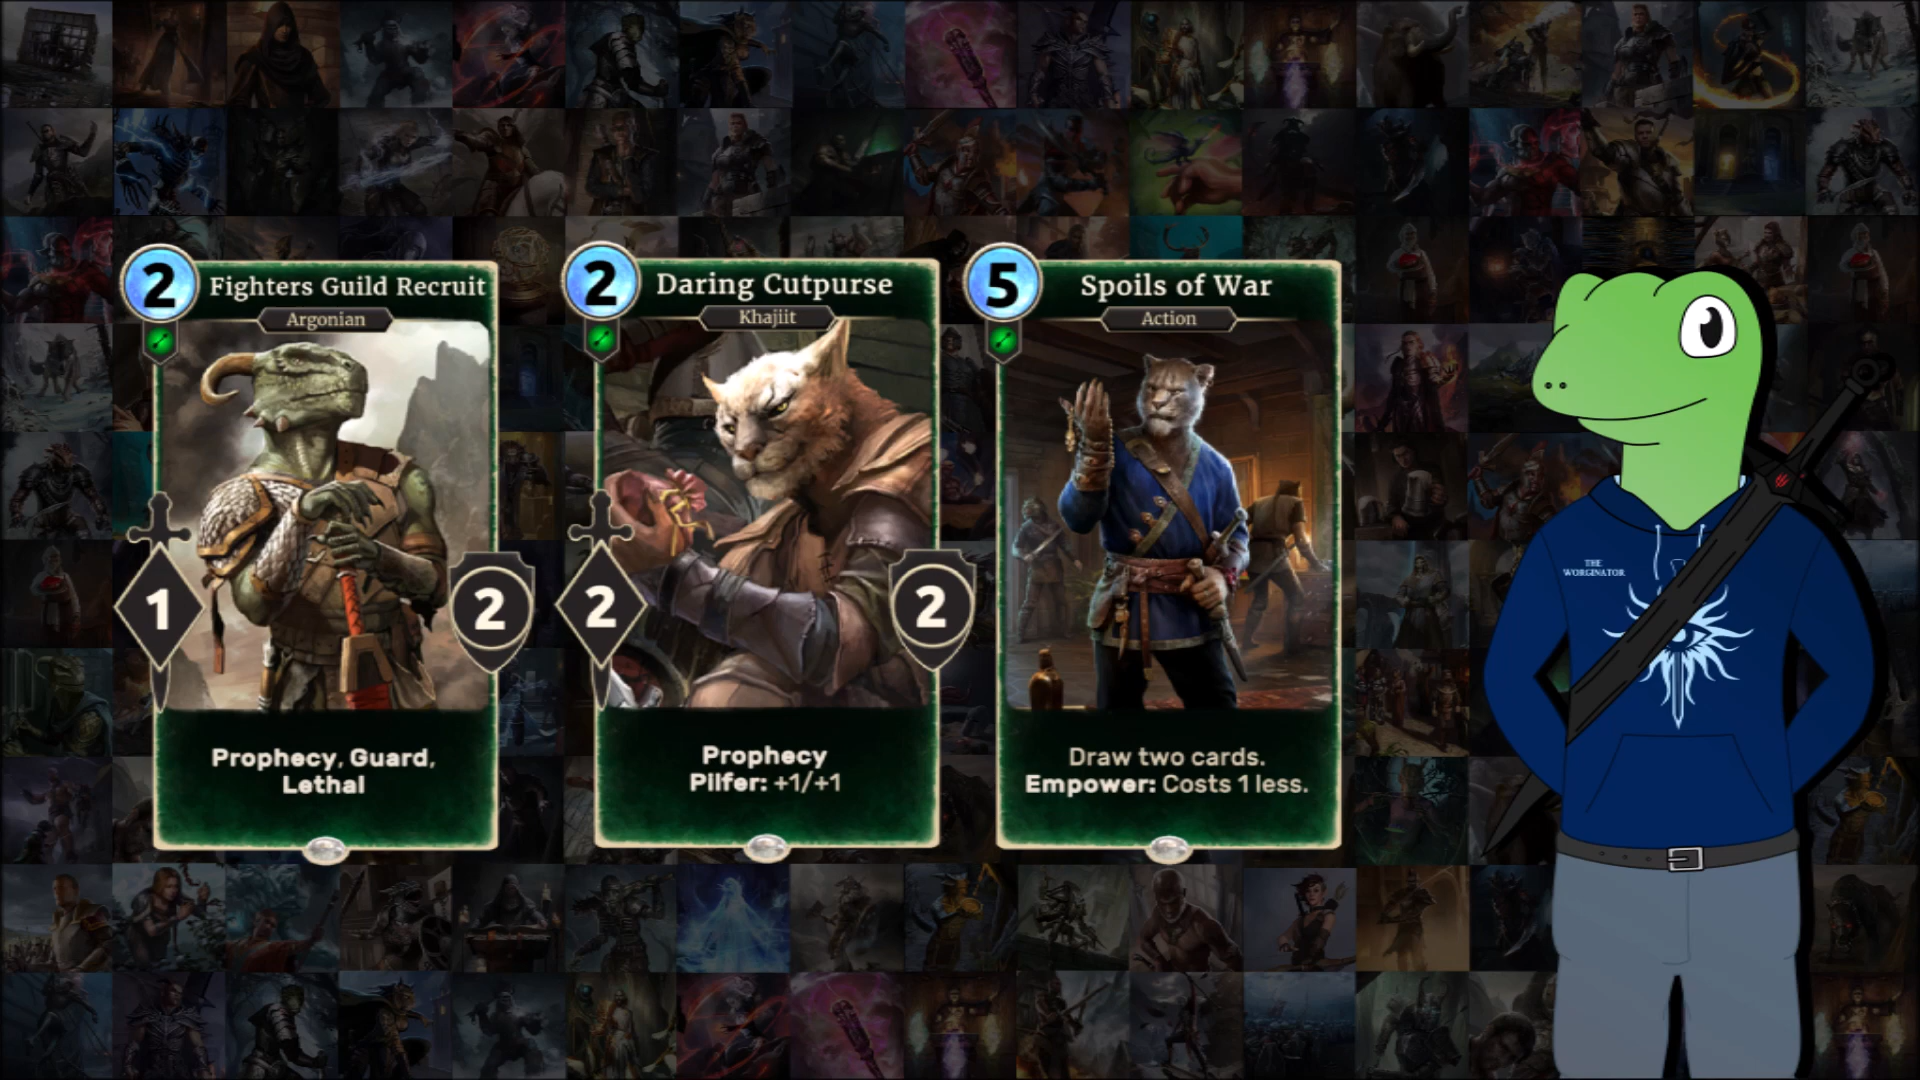 2
Fighters Guild Recruit
Argonian
1
2
Prophecy, Guard,
Lethal
2
Daring Cutpurse
Khajiit
2
2
Prophecy
Pilfer: +1/+1
5
Spoils of War
Action
Draw two cards.
Empower: Costs 1 less.
THE
WORGINATOR